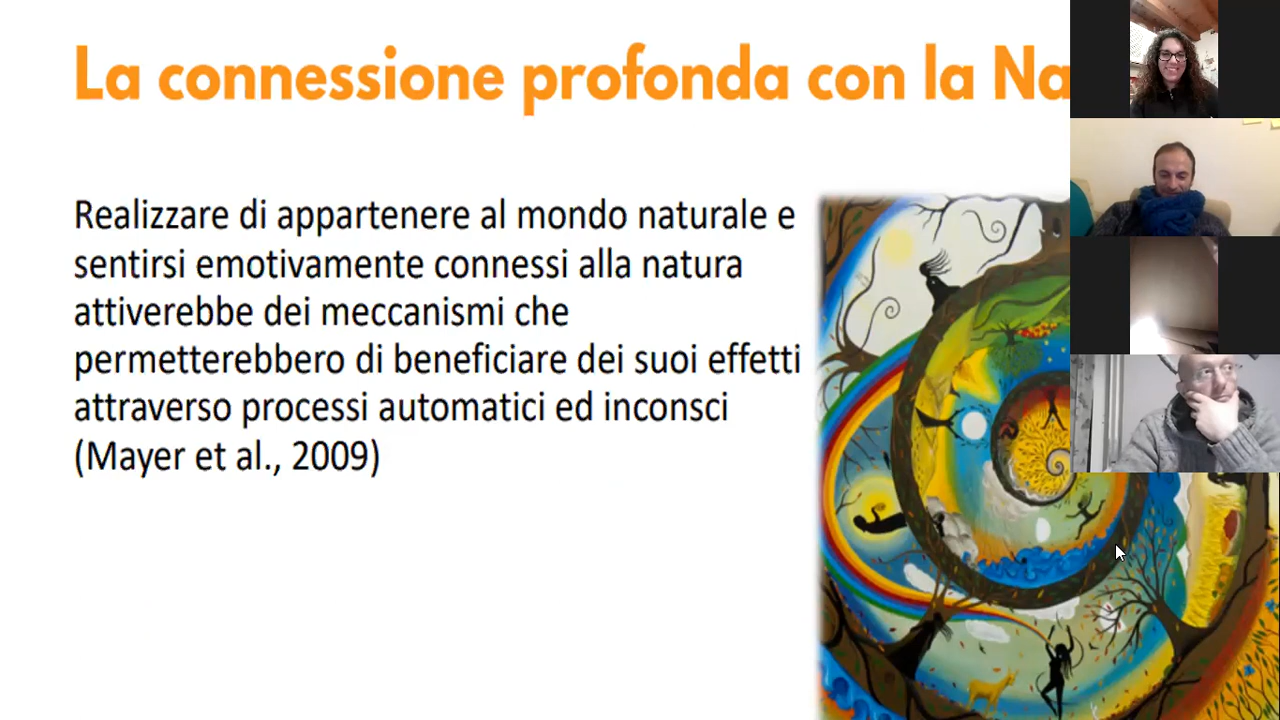 La connessione profonda con la Na
Realizzare di appartenere al mondo naturale e
sentirsi emotivamente connessi alla natura
attiverebbe dei meccanismi che
permetterebbero di beneficiare dei suoi effetti
attraverso processi automatici ed inconsci
(Mayer et al., 2009)